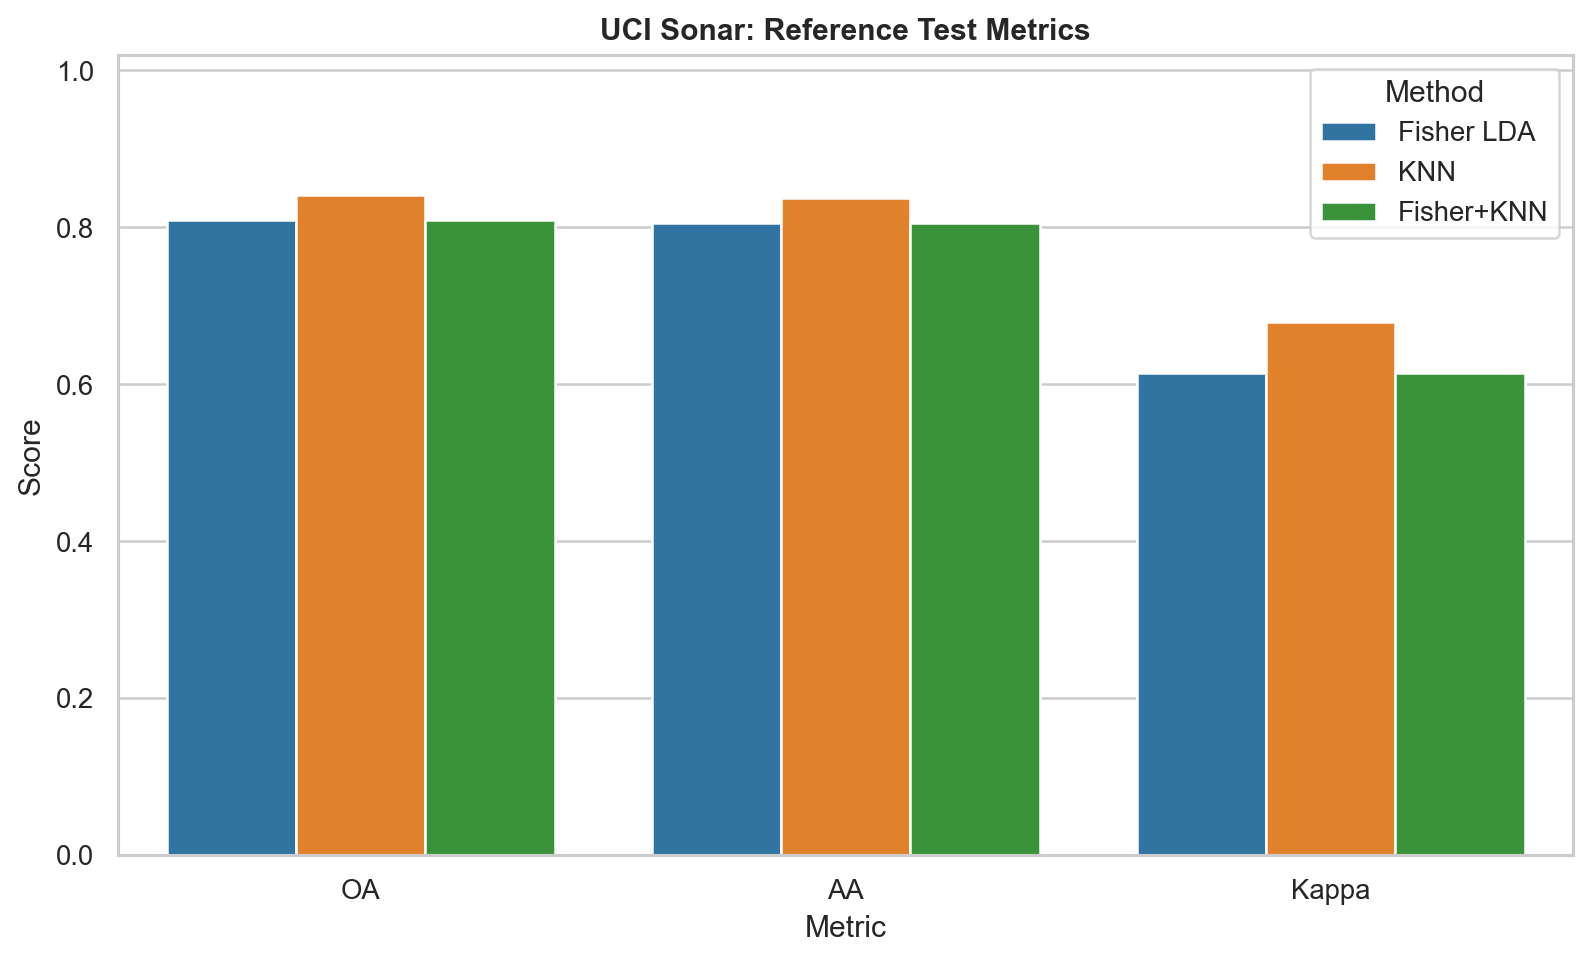 UCI Sonar: Reference Test Metrics
1.0
0.8
0.6
0.4
0.2
0.0
Score
Method
Fisher LDA
KNN
Fisher+KNN
OA
AA
Kappa
Metric